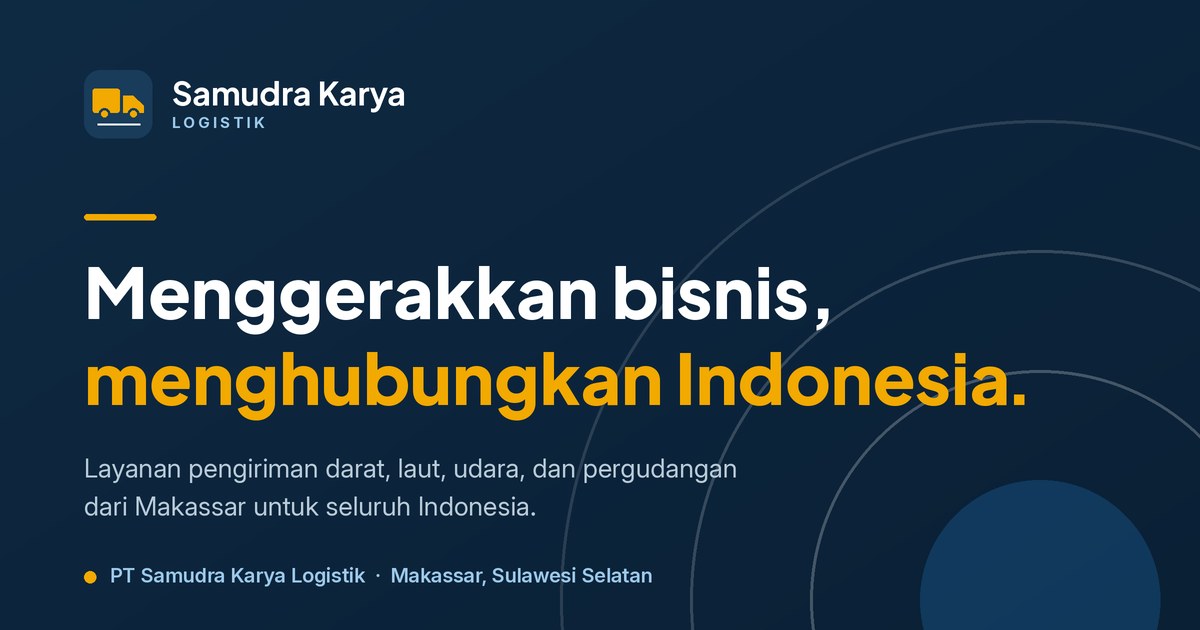 Samudra Karya
LOGISTIK
Menggerakkan bisnis,
menghubungkan Indonesia.
Layanan pengiriman darat, laut, udara, dan pergudangan
dari Makassar untuk seluruh Indonesia.
PT Samudra Karya Logistik · Makassar, Sulawesi Selatan